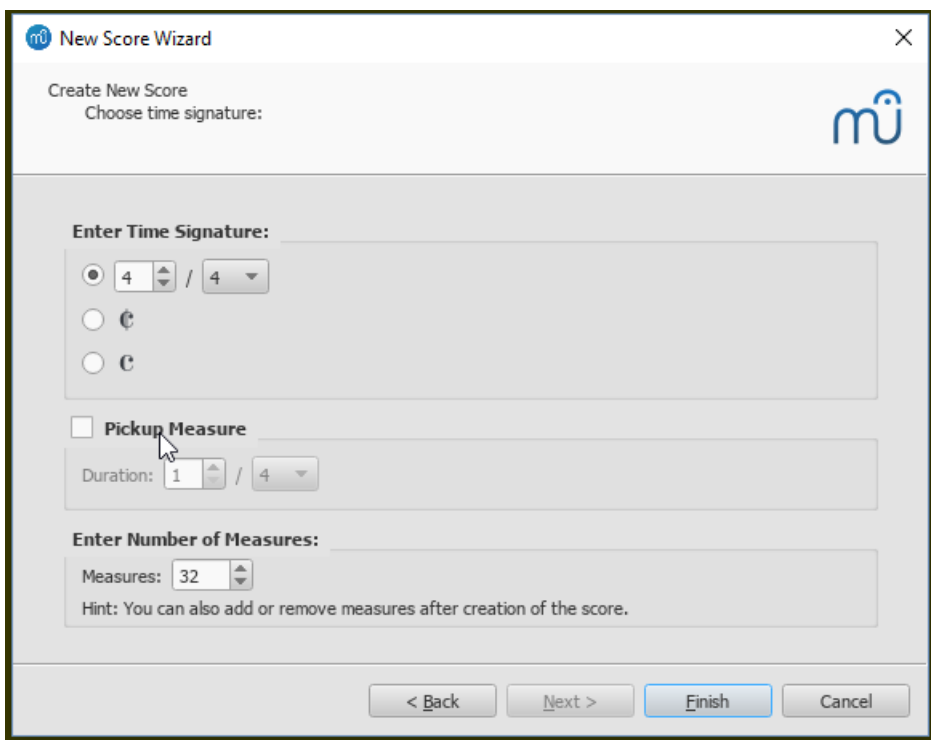 New Score Wizard
Create New Score
Choose time signature:
Enter Time Signature:
4 / 4
¢
C
Pickup Measure
Duration: 1 / 4
Enter Number of Measures:
Measures: 32
Hint: You can also add or remove measures after creation of the score.
< Back Next > Finish Cancel